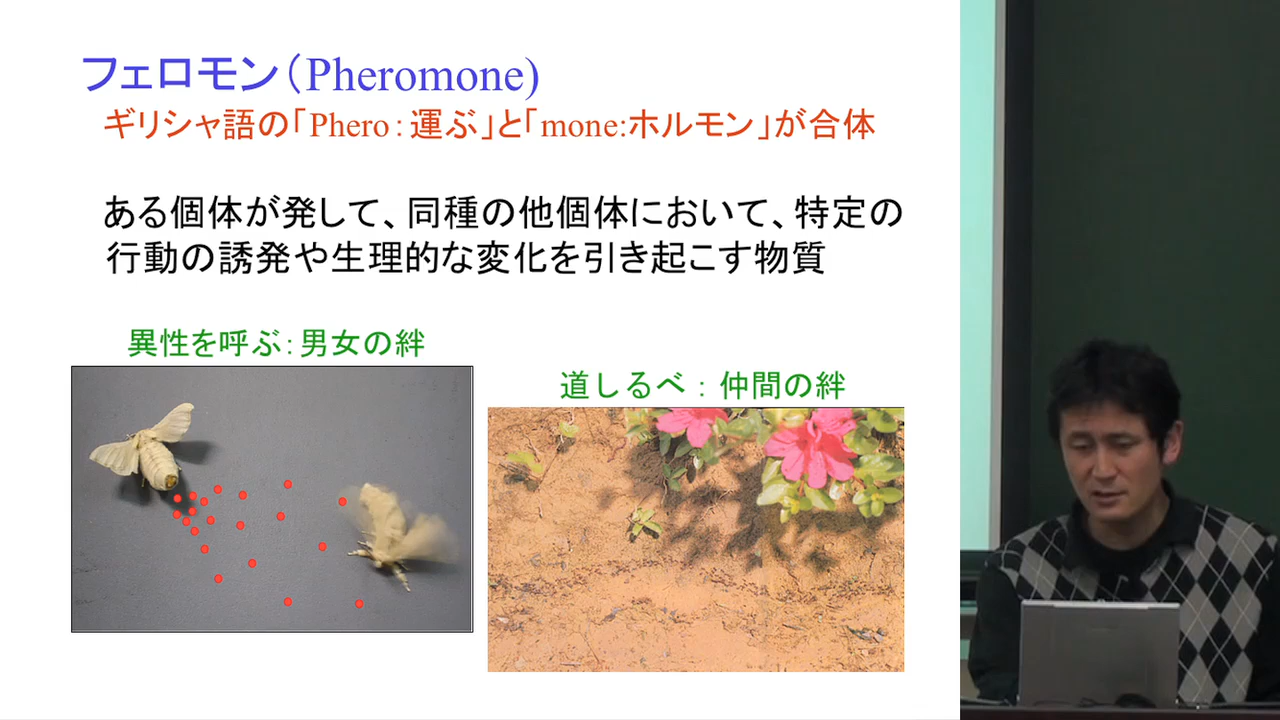 フェロモン（Pheromone)
ギリシャ語の「Phero：運ぶ」と「mone:ホルモン」が合体
ある個体が発して、同種の他個体において、特定の
行動の誘発や生理的な変化を引き起こす物質
異性を呼ぶ：男女の絆
道しるべ：仲間の絆